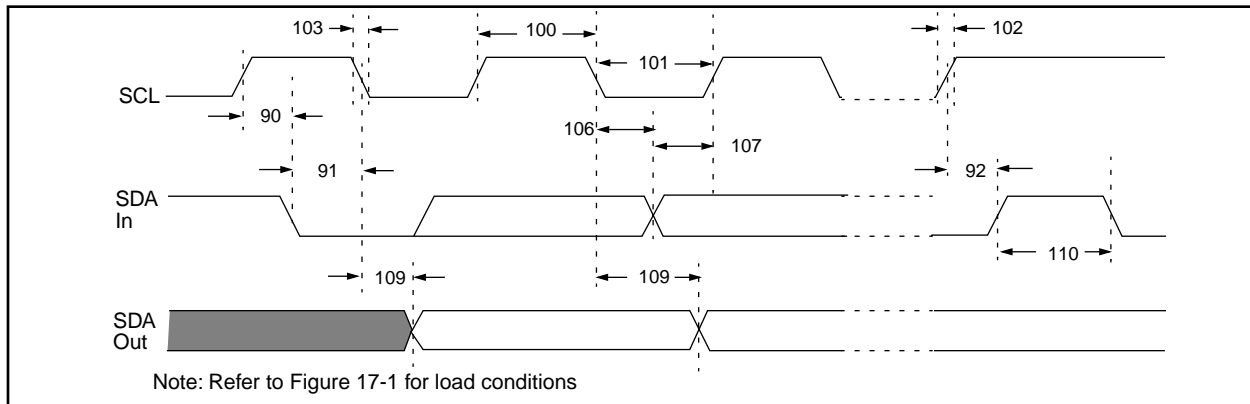 103
100
102
101
SCL
90
106
107
91
92
SDA
In
109
109
110
SDA
Out
Note: Refer to Figure 17-1 for load conditions